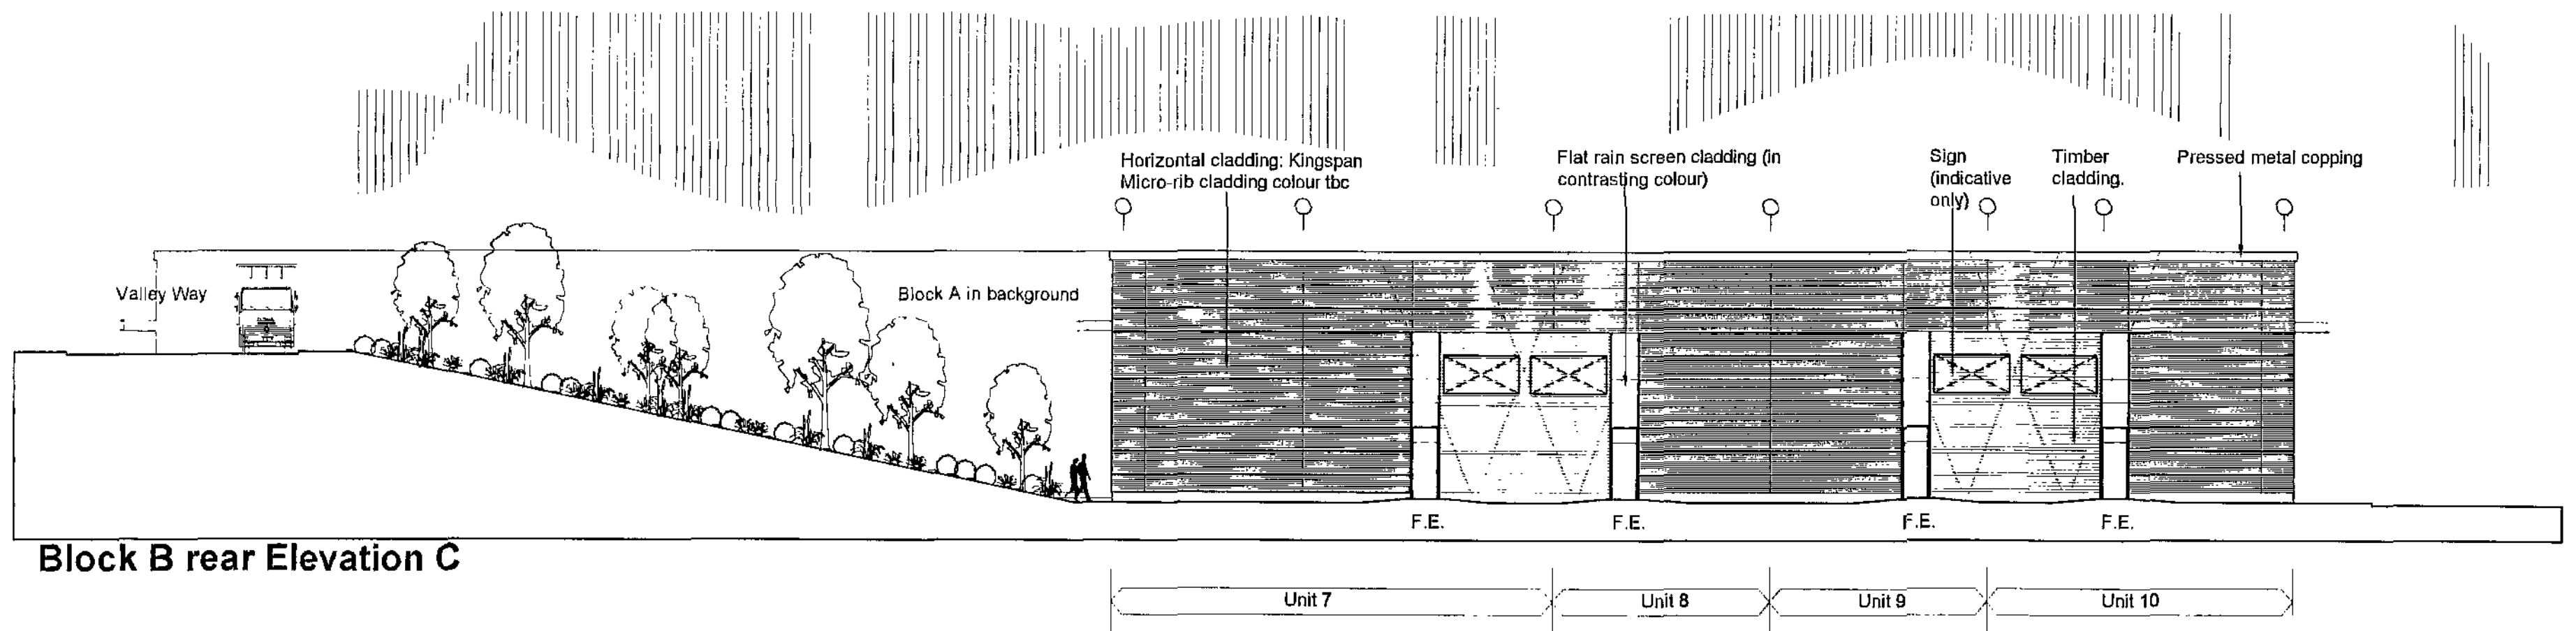 Horizontal cladding: Kingspan
Micro-rib cladding colour tbc
Flat rain screen cladding (in
contrasting colour)
Sign
(indicative
only)
Timber
cladding.
Pressed metal copping
Valley Way
Block A in background
F.E.
F.E.
F.E.
F.E.
Block B rear Elevation C
Unit 7
Unit 8
Unit 9
Unit 10